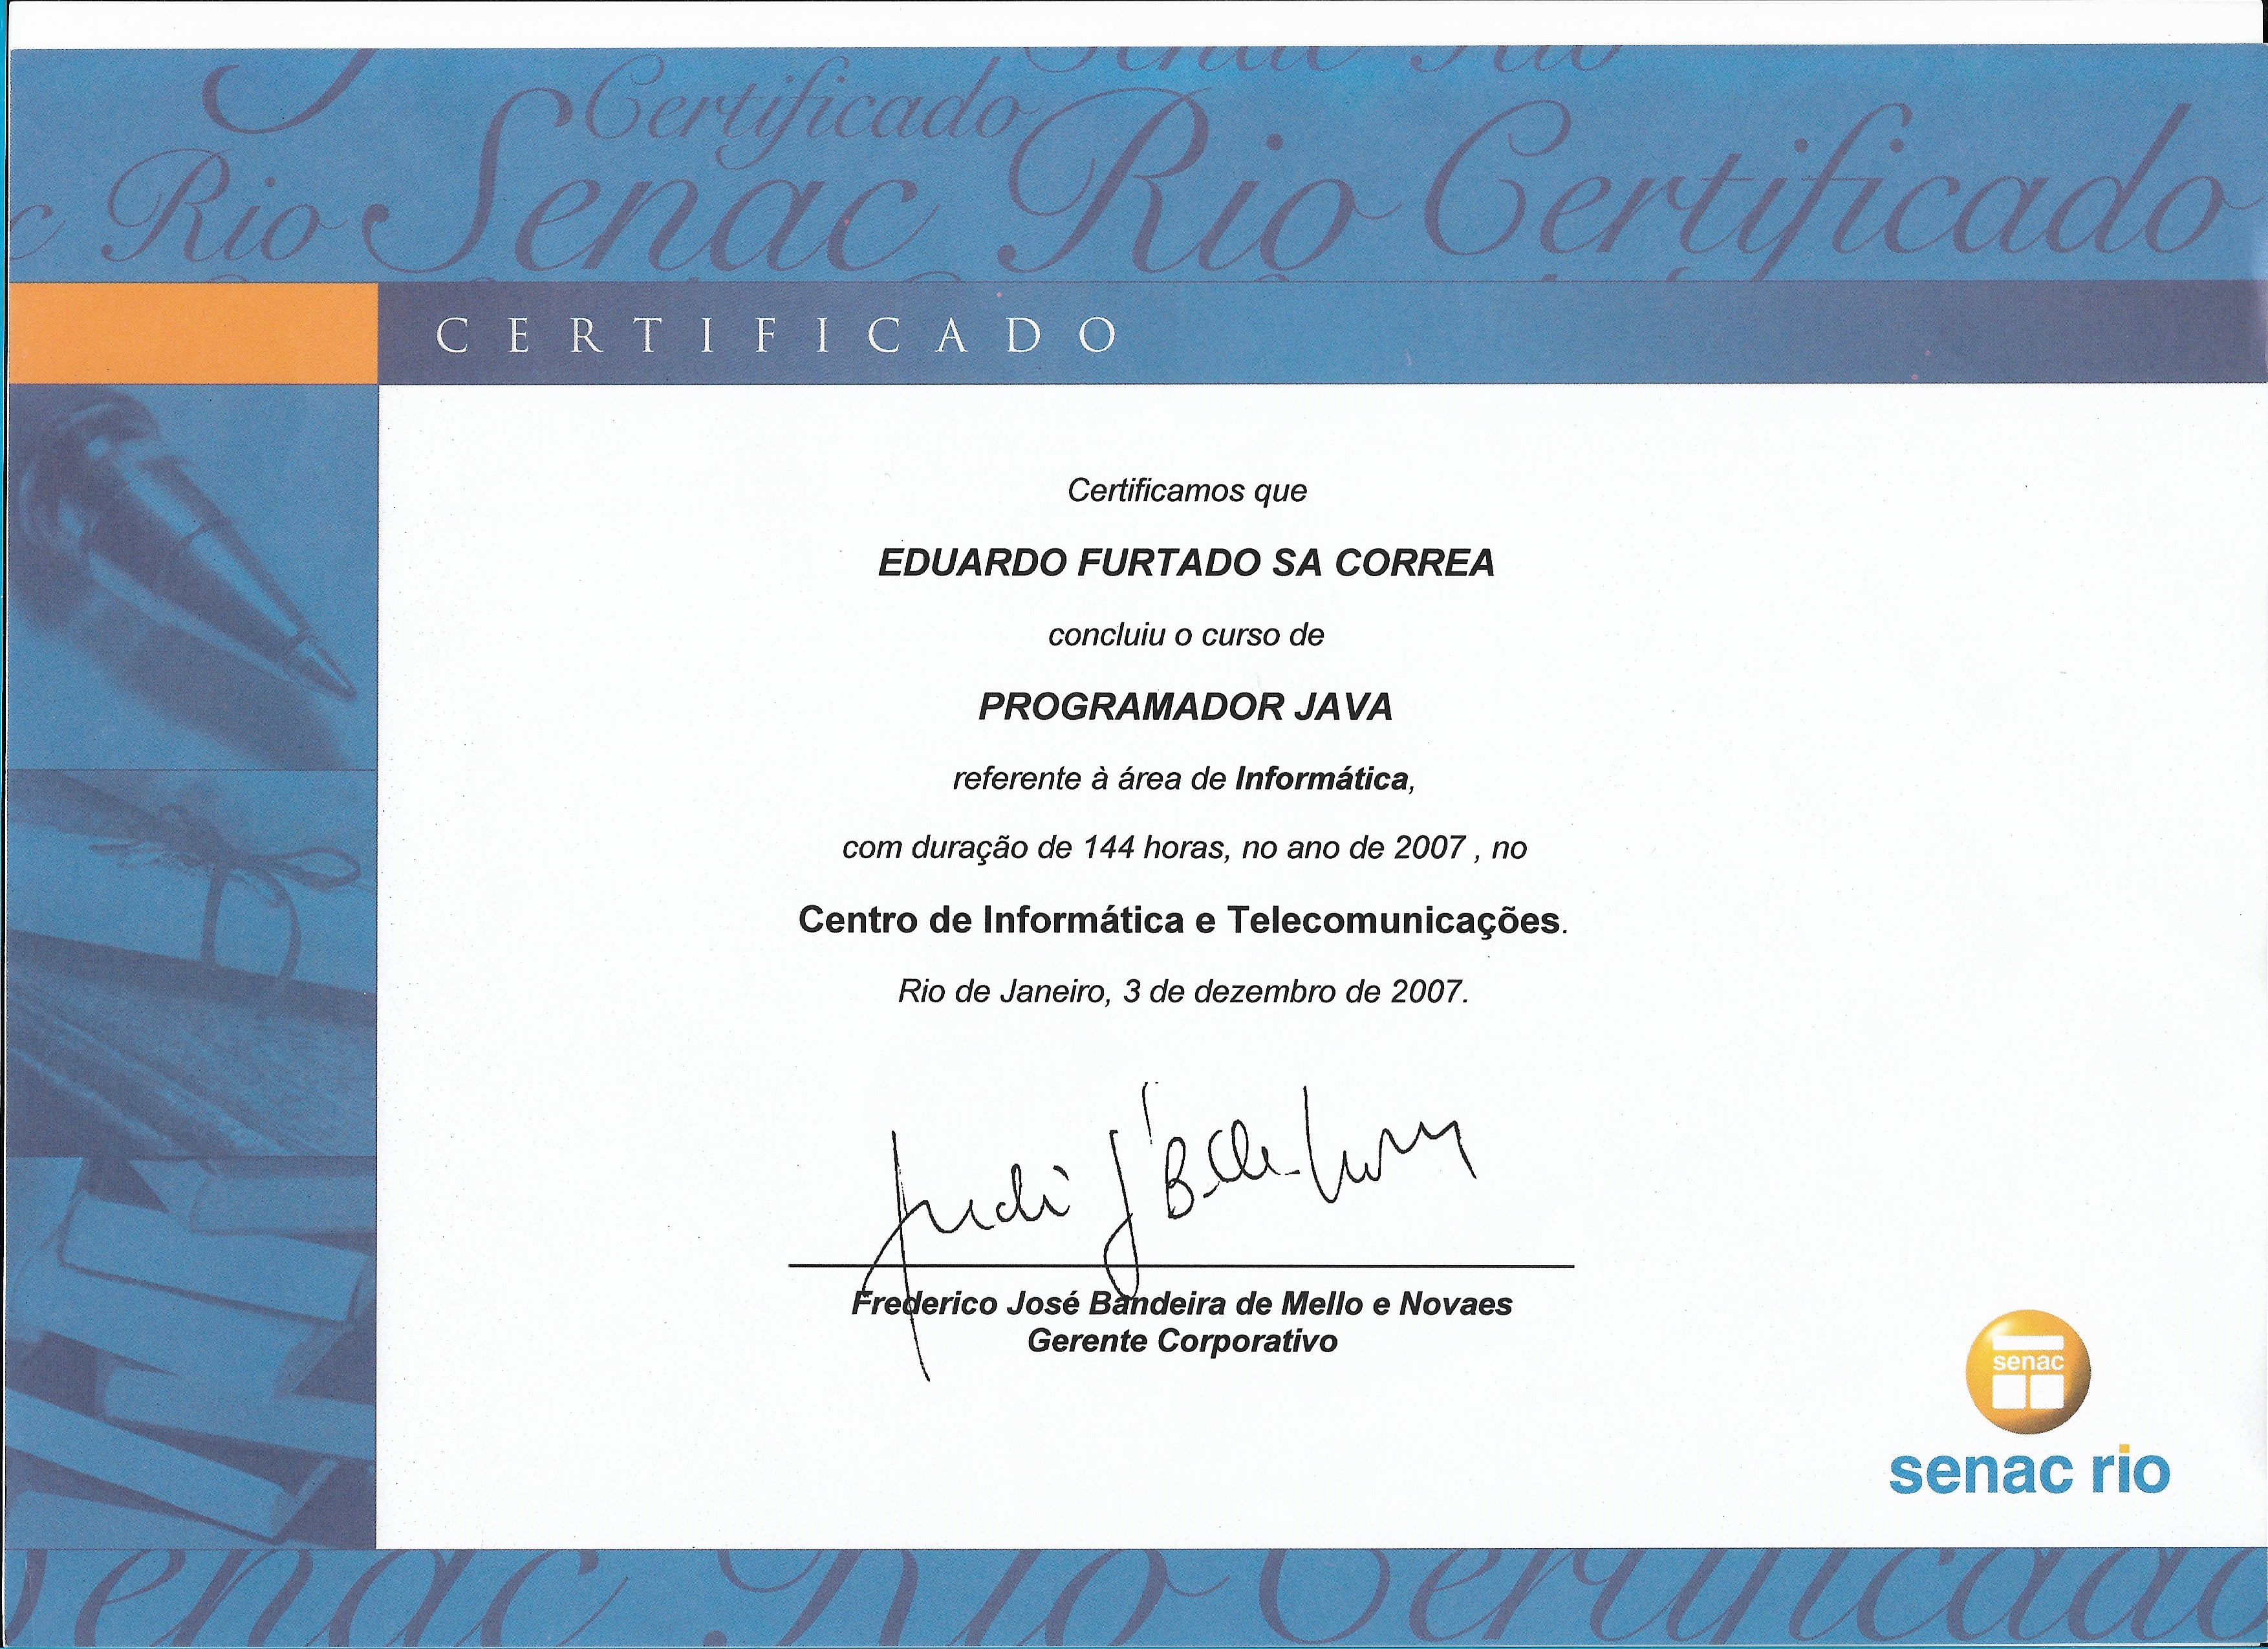 Senac Rio
Certificado
c Rio Senac Rio Certificado
CERTIFICADO
Certificamos que
EDUARDO FURTADO SA CORREA
concluiu o curso de
PROGRAMADOR JAVA
referente à área de Informática,
com duração de 144 horas, no ano de 2007 , no
Centro de Informática e Telecomunicações.
Rio de Janeiro, 3 de dezembro de 2007.
Frederico José Bandeira de Mello e Novaes
Gerente Corporativo
senac
senac rio
Senac Rio Certificado